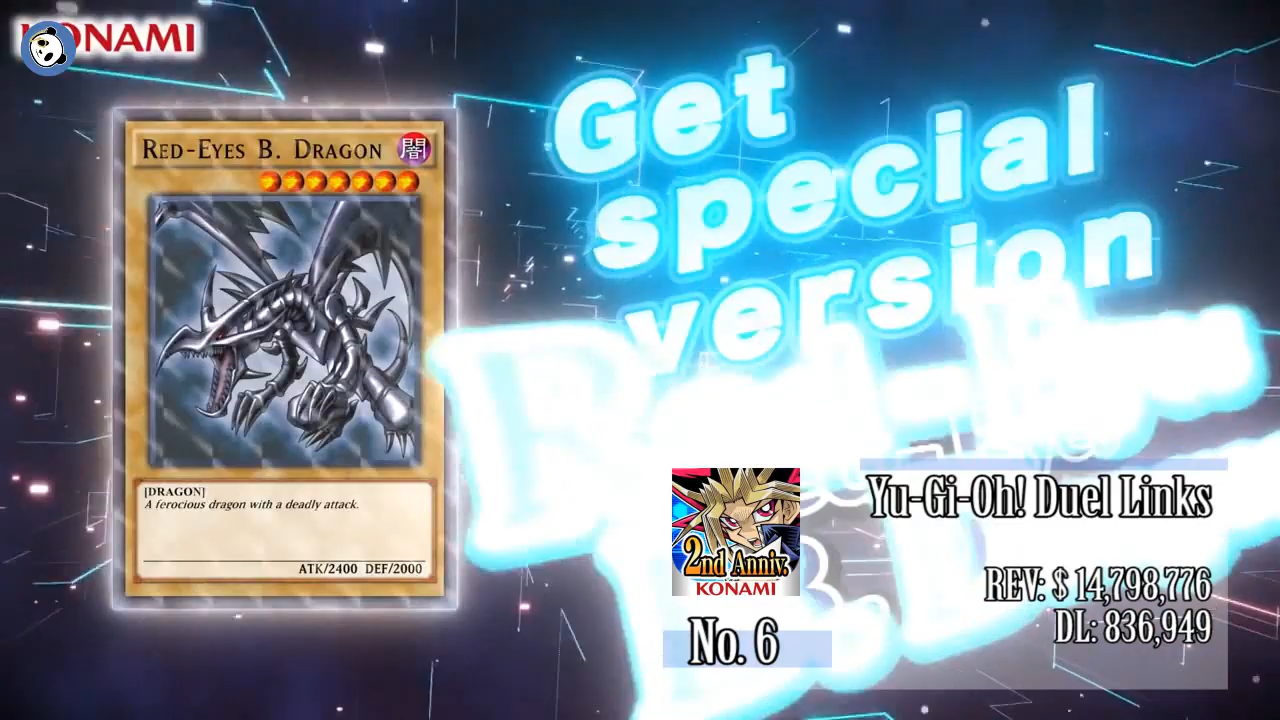 KONAMI
RED-EYES B. DRAGON
闇
[DRAGON]
A ferocious dragon with a deadly attack.
ATK/2400 DEF/2000
Get
special
version
2nd Anniv.
KONAMI
No. 6
Yu-Gi-Oh! Duel Links
REV: $ 14,798,776
DL: 836,949